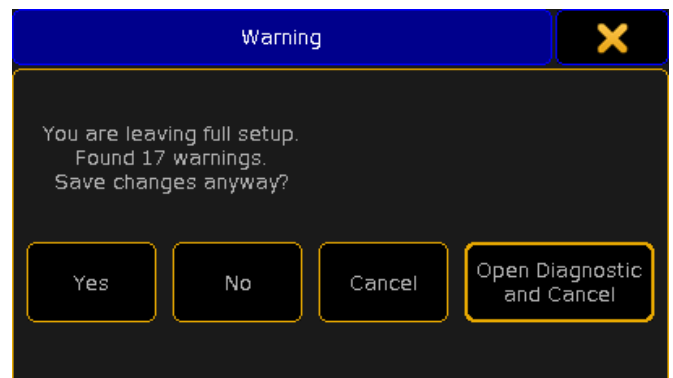 Warning
You are leaving full setup.
Found 17 warnings.
Save changes anyway?
Yes
No
Cancel
Open Diagnostic
and Cancel